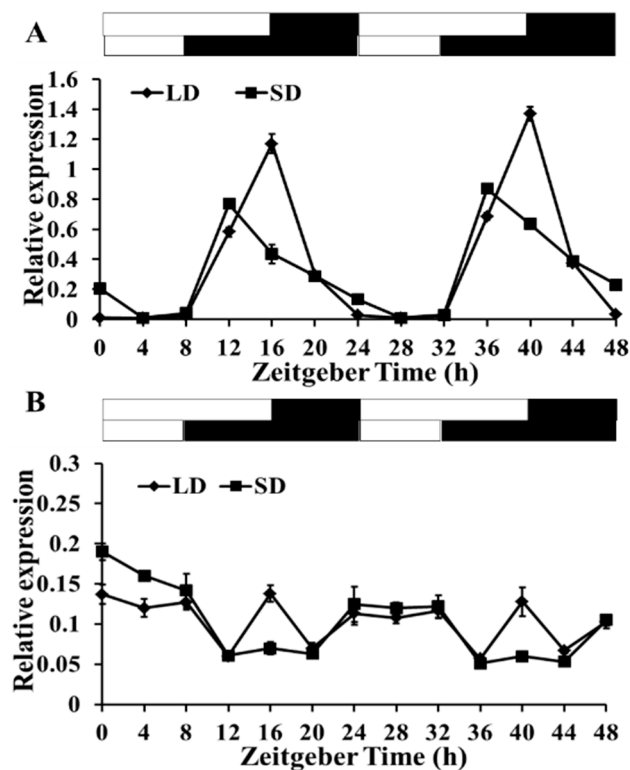 A
LD SD
Relative expression
1.6
1.4
1.2
1
0.8
0.6
0.4
0.2
0
0 4 8 12 16 20 24 28 32 36 40 44 48
Zeitgeber Time (h)
B
LD SD
Relative expression
0.3
0.25
0.2
0.15
0.1
0.05
0
0 4 8 12 16 20 24 28 32 36 40 44 48
Zeitgeber Time (h)